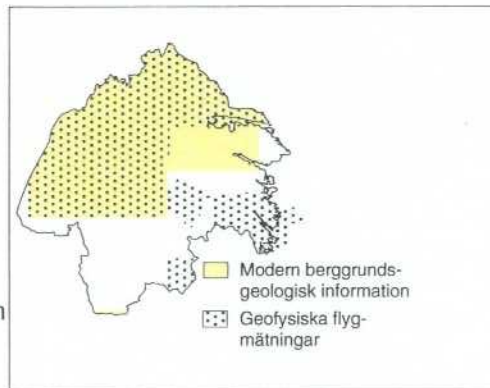 Modern berggrunds-
geologisk information
Geofysiska flyg-
mätningar